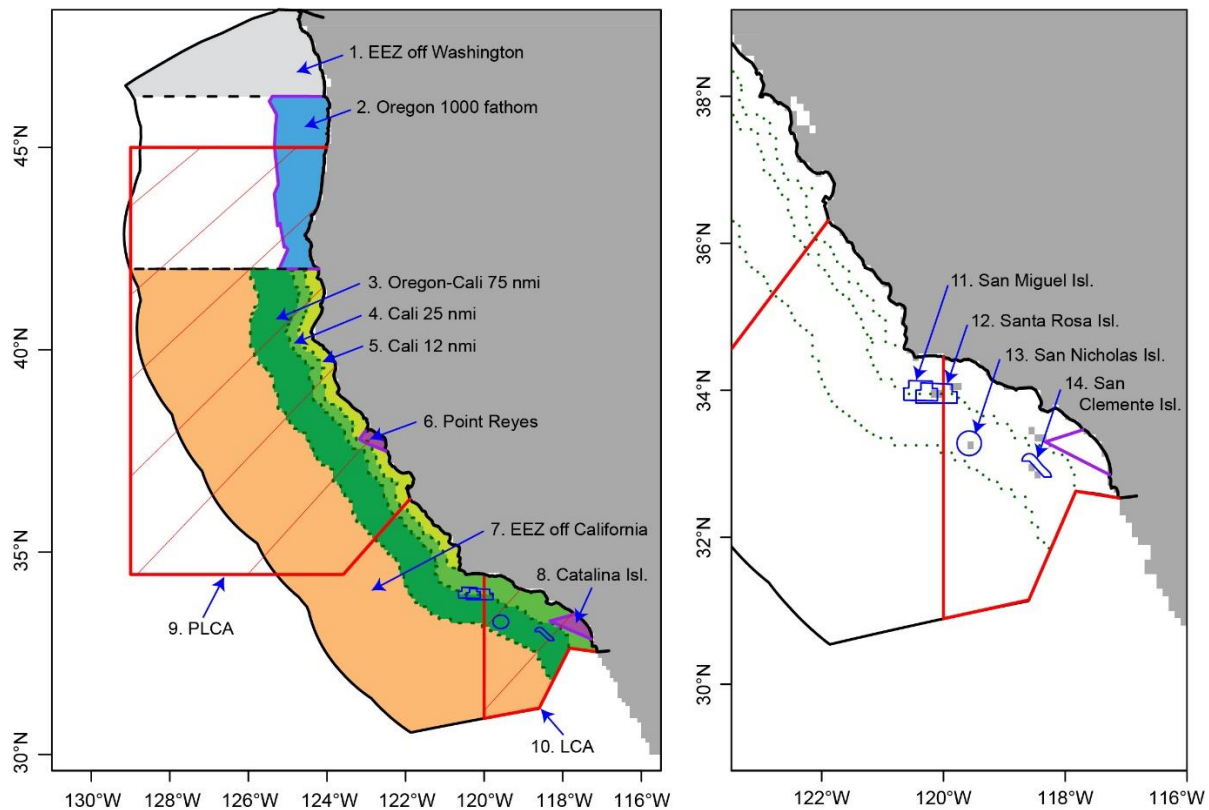 1. EEZ off Washington
2. Oregon 1000 fathom
3. Oregon-Cali 75 nmi
4. Cali 25 nmi
5. Cali 12 nmi
6. Point Reyes
7. EEZ off California
8. Catalina Isl.
9. PLCA
10. LCA
45°N
40°N
35°N
30°N
130°W
128°W
126°W
124°W
122°W
120°W
118°W
116°W
11. San Miguel Isl.
12. Santa Rosa Isl.
13. San Nicholas Isl.
14. San
Clemente Isl.
38°N
36°N
34°N
32°N
30°N
122°W
120°W
118°W
116°W